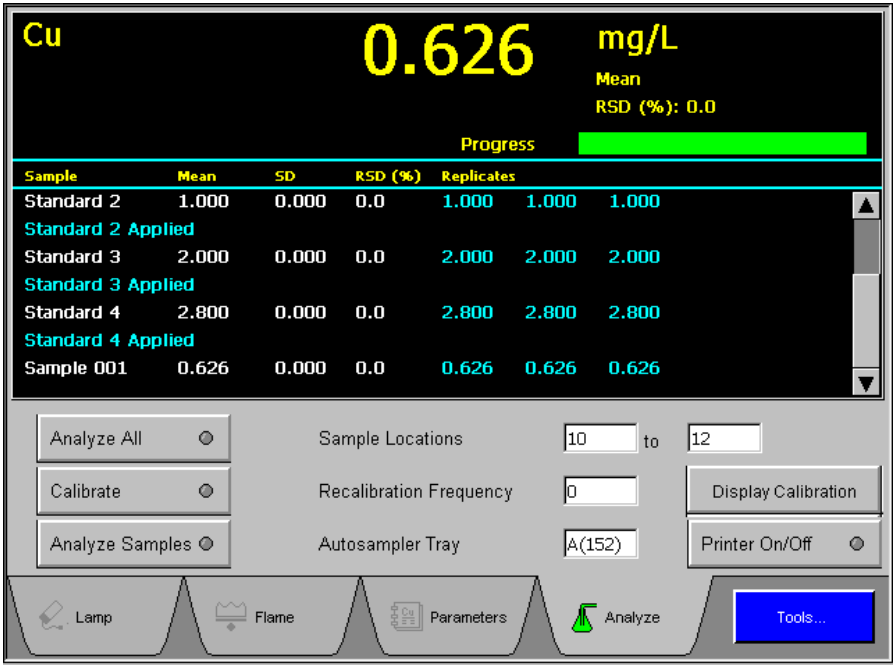 Cu 0.626 mg/L
Mean
RSD (%): 0.0
Progress
Sample Mean SD RSD (%) Replicates
Standard 2 1.000 0.000 0.0 1.000 1.000 1.000
Standard 2 Applied
Standard 3 2.000 0.000 0.0 2.000 2.000 2.000
Standard 3 Applied
Standard 4 2.800 0.000 0.0 2.800 2.800 2.800
Standard 4 Applied
Sample 001 0.626 0.000 0.0 0.626 0.626 0.626
Analyze All Sample Locations 10 to 12
Calibrate Recalibration Frequency 0 Display Calibration
Analyze Samples Autosampler Tray A(152) Printer On/Off
Lamp Flame Cu Parameters Analyze Tools...